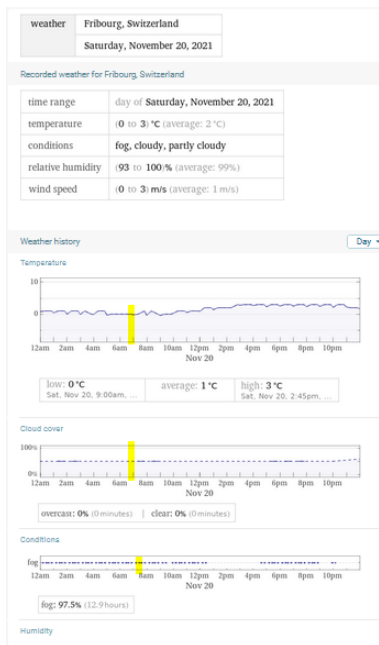 weather Fribourg, Switzerland
Saturday, November 20, 2021
Recorded weather for Fribourg, Switzerland
time range day of Saturday, November 20, 2021
temperature (0 to 3) °C (average: 2 °C)
conditions fog, cloudy, partly cloudy
relative humidity (93 to 100)% (average: 99%)
wind speed (0 to 3) m/s (average: 1 m/s)
Weather history Day
Temperature
10
0
12am 2am 4am 6am 8am 10am 12pm 2pm 4pm 6pm 8pm 10pm
Nov 20
low: 0 °C average: 1 °C high: 3 °C
Sat, Nov 20, 9:00am, ... Sat, Nov 20, 2:45pm, ...
Cloud cover
100%
0%
12am 2am 4am 6am 8am 10am 12pm 2pm 4pm 6pm 8pm 10pm
Nov 20
overcast: 0% (0 minutes) | clear: 0% (0 minutes)
Conditions
fog
12am 2am 4am 6am 8am 10am 12pm 2pm 4pm 6pm 8pm 10pm
Nov 20
fog: 97.5% (12.9 hours)
Humidity